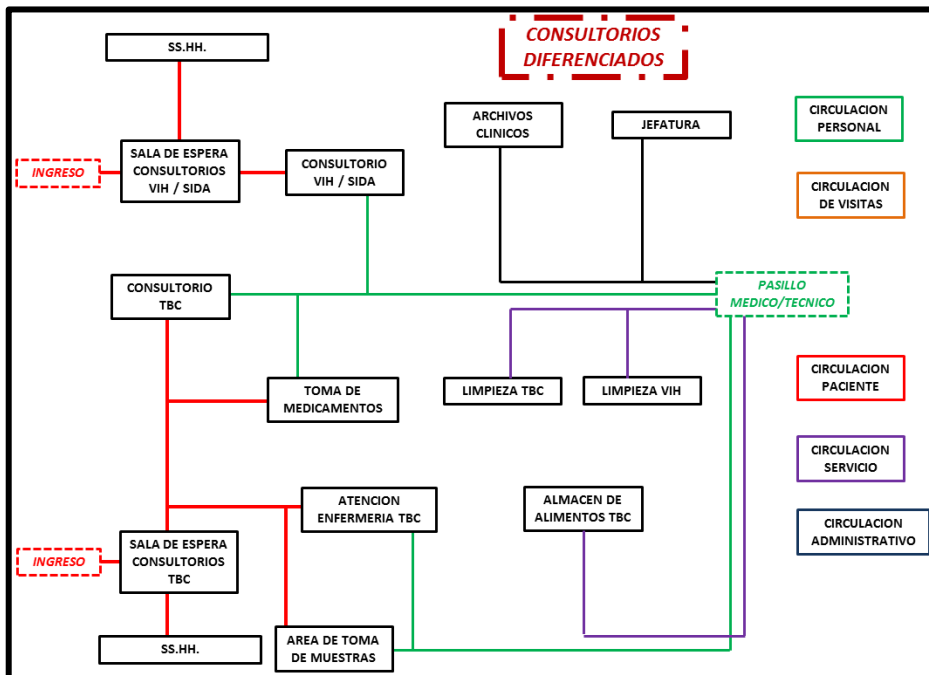 CONSULTORIOS
DIFERENCIADOS
SS.HH.
ARCHIVOS
CLINICOS
JEFATURA
CIRCULACION
PERSONAL
INGRESO
SALA DE ESPERA
CONSULTORIOS
VIH / SIDA
CONSULTORIO
VIH / SIDA
CIRCULACION
DE VISITAS
CONSULTORIO
TBC
PASILLO
MEDICO/TECNICO
TOMA DE
MEDICAMENTOS
LIMPIEZA TBC
LIMPIEZA VIH
CIRCULACION
PACIENTE
CIRCULACION
SERVICIO
ATENCION
ENFERMERIA TBC
ALMACEN DE
ALIMENTOS TBC
CIRCULACION
ADMINISTRATIVO
INGRESO
SALA DE ESPERA
CONSULTORIOS
TBC
SS.HH.
AREA DE TOMA
DE MUESTRAS